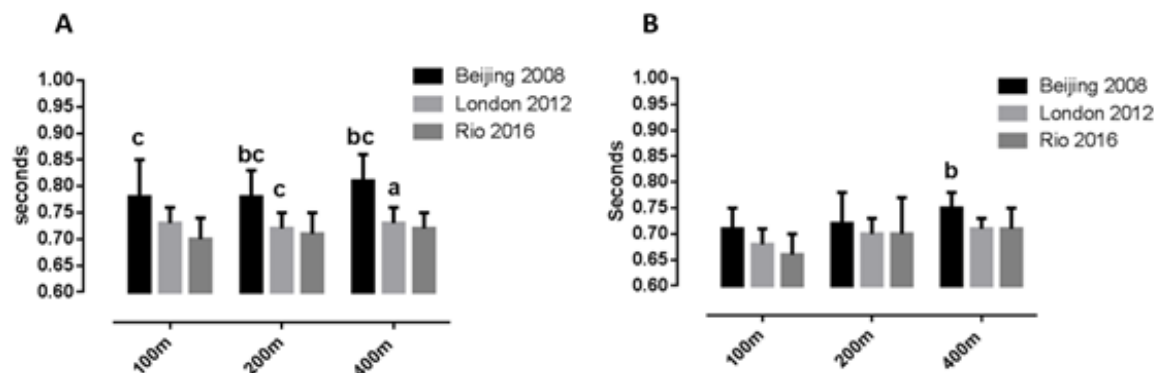 A
seconds
1.00
0.95
0.90
0.85
0.80
0.75
0.70
0.65
0.60
c
bc
c
bc
a
Beijing 2008
London 2012
Rio 2016
100m
200m
400m
B
Seconds
1.00
0.95
0.90
0.85
0.80
0.75
0.70
0.65
0.60
b
Beijing 2008
London 2012
Rio 2016
100m
200m
400m